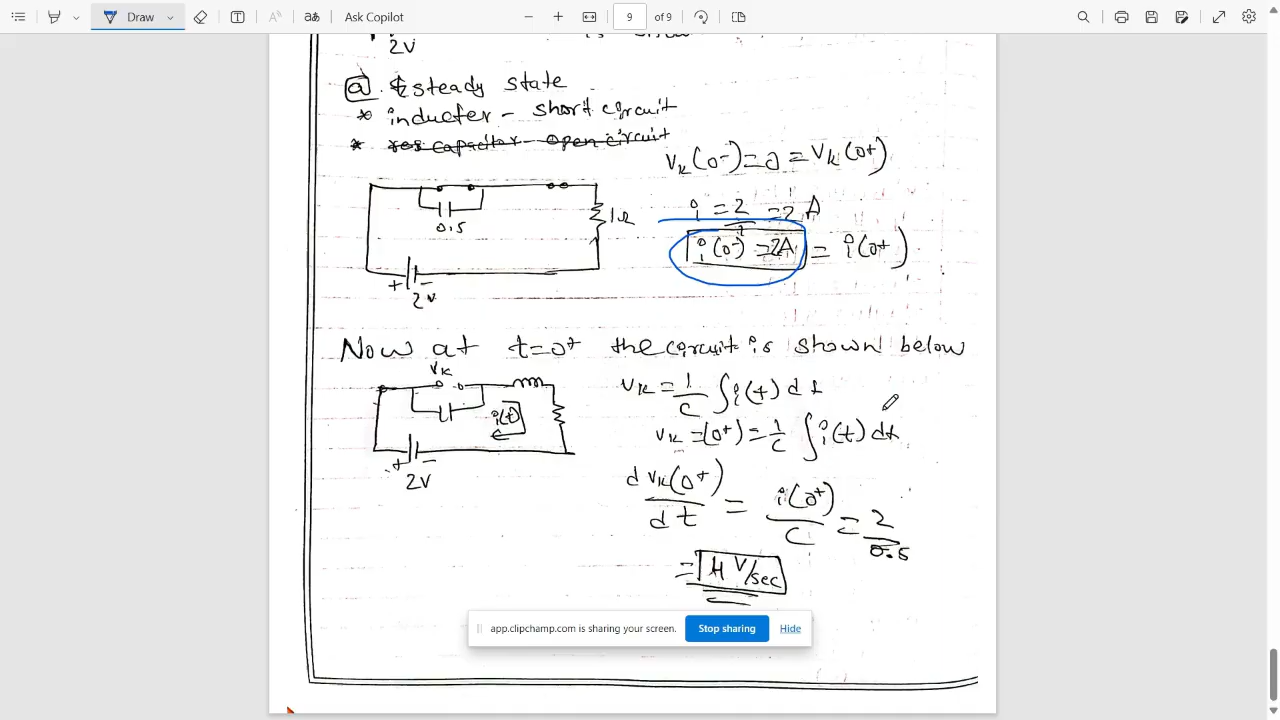 Draw
Ask Copilot
9 of 9
2V
a steady state
* inducter - short circuit
* res capacitor - open circuit
Vk(0-) = 0 = Vk(0+)
i = 2 = 2 A
i(0-) = 2A = i(0+)
1Ω
0.5
+ -
2V
Now at t=0+ the circuit is shown below
Vk
i(t)
+ -
2V
Vk = 1/C ∫ i(t) dt
Vk = (0+) = 1/C ∫ i(t) dt
d Vk(0+)/dt = i(0+)/C = 2/0.5
= 4 V/sec
app.clipchamp.com is sharing your screen.
Stop sharing
Hide